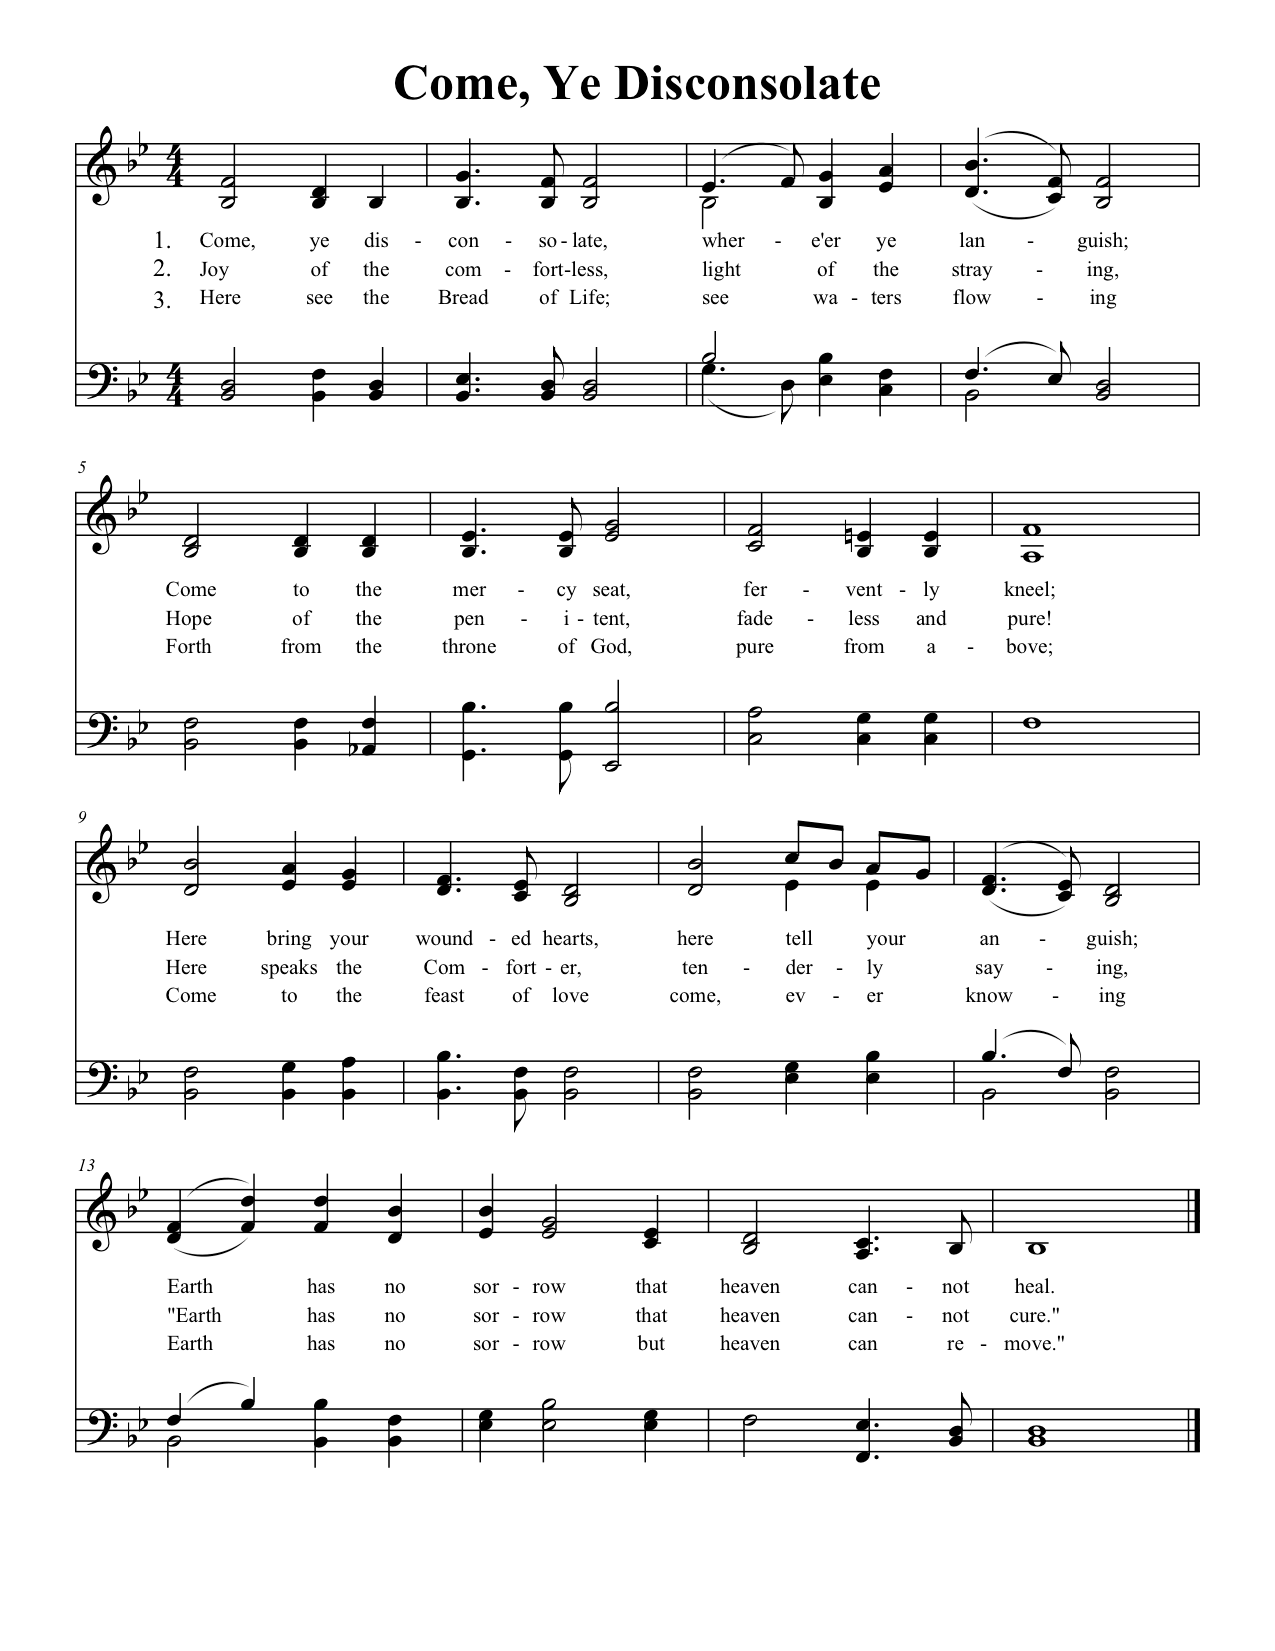 Come, Ye Disconsolate
4 4
1. Come, ye dis - con - so - late, wher - e'er ye lan - guish;
2. Joy of the com - fort - less, light of the stray - ing,
3. Here see the Bread of Life; see wa - ters flow - ing
4 4
5
Come to the mer - cy seat, fer - vent - ly kneel;
Hope of the pen - i - tent, fade - less and pure!
Forth from the throne of God, pure from a - bove;
9
Here bring your wound - ed hearts, here tell your an - guish;
Here speaks the Com - fort - er, ten - der - ly say - ing,
Come to the feast of love come, ev - er know - ing
13
Earth has no sor - row that heaven can - not heal.
"Earth has no sor - row that heaven can - not cure."
Earth has no sor - row but heaven can re - move."